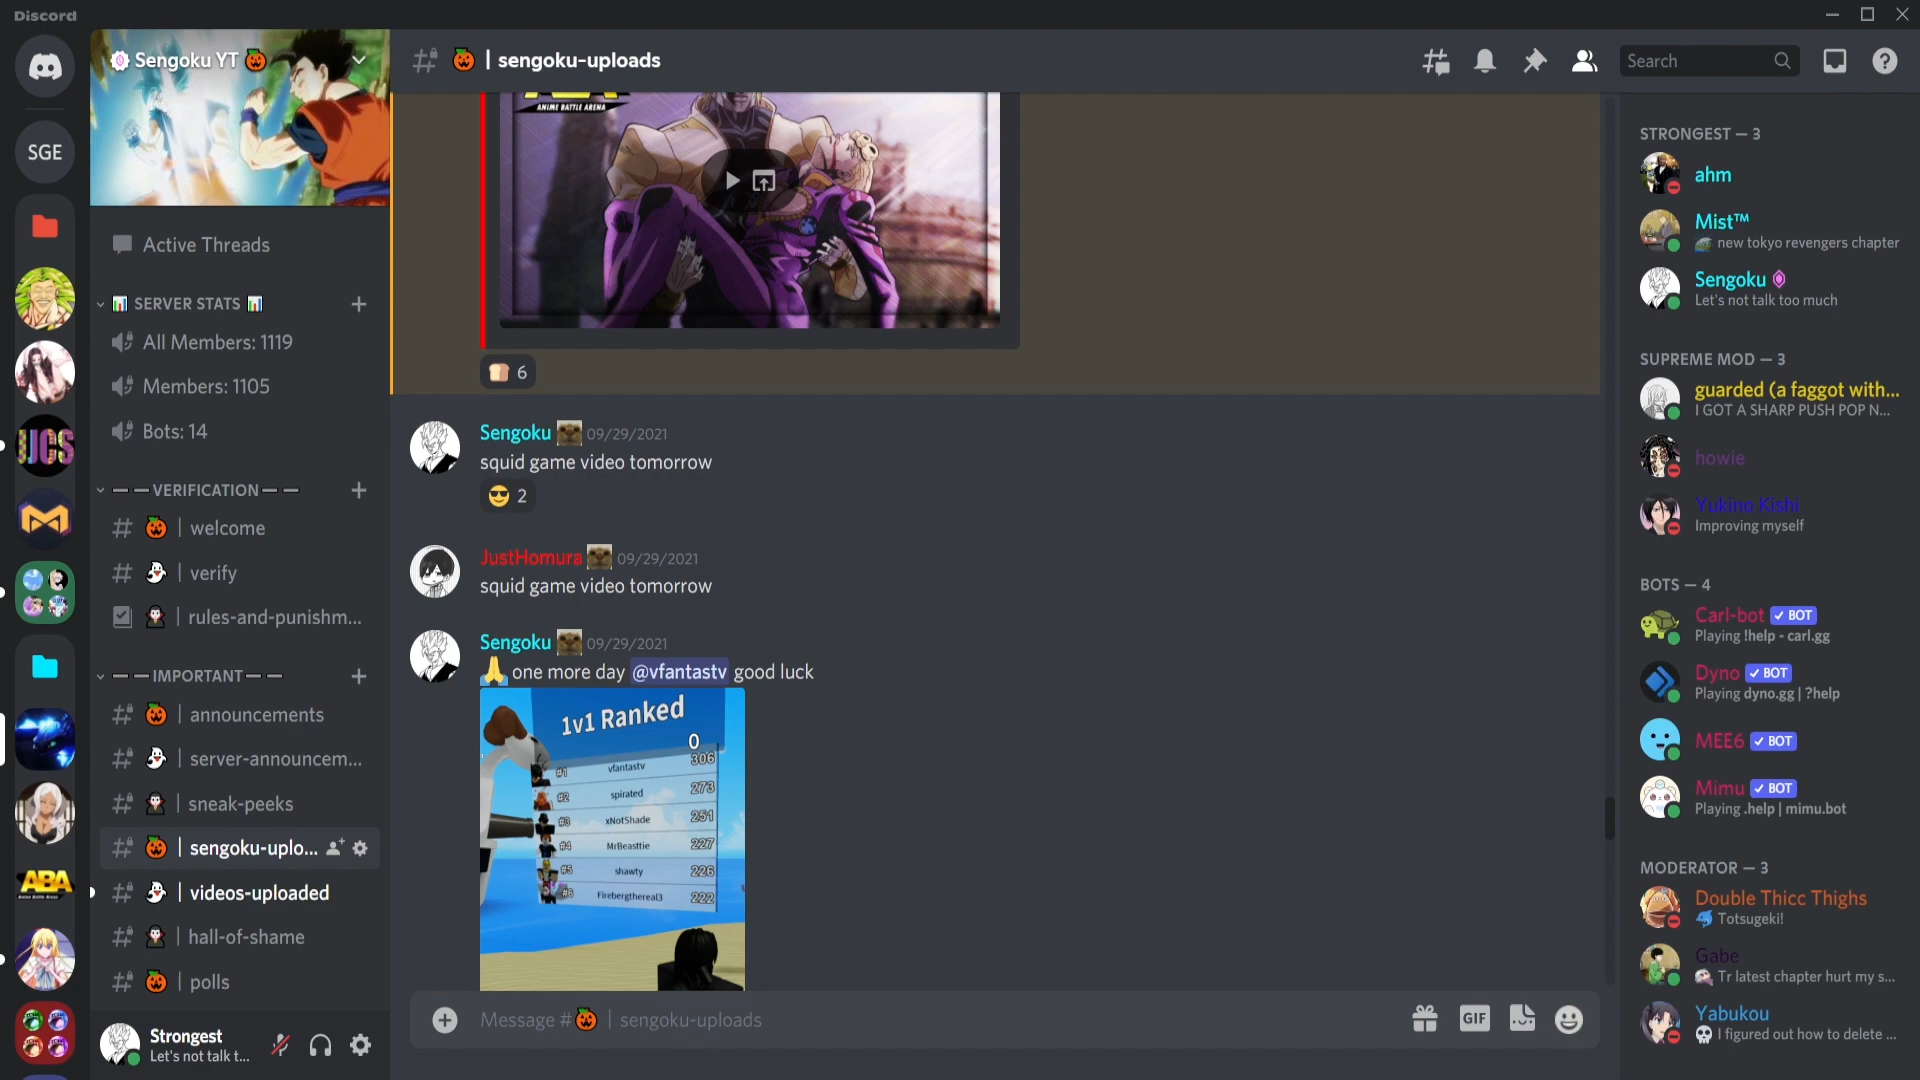 Discord
Sengoku YT
SGE
Active Threads
SERVER STATS
All Members: 1119
Members: 1105
Bots: 14
— —VERIFICATION— —
| welcome
| verify
| rules-and-punishm...
— —IMPORTANT— —
| announcements
| server-announcem...
| sneak-peeks
| sengoku-uplo...
| videos-uploaded
| hall-of-shame
| polls
JJCS
ABA
Strongest
Let's not talk t...
| sengoku-uploads
Search
ANIME BATTLE ARENA
6
Sengoku 09/29/2021
squid game video tomorrow
2
JustHomura 09/29/2021
squid game video tomorrow
Sengoku 09/29/2021
one more day @vfantastv good luck
1v1 Ranked
0
#1 vfantastv 306
#2 spirated 273
#3 xNotShade 251
#4 MrBeasttie 227
#5 shawty 226
#6 Firebergthereal3 222
Message # | sengoku-uploads
GIF
STRONGEST — 3
ahm
Mist™
new tokyo revengers chapter
Sengoku
Let's not talk too much
SUPREME MOD — 3
guarded (a faggot with...
I GOT A SHARP PUSH POP N...
howie
Yukino Kishi
Improving myself
BOTS — 4
Carl-bot ✓ BOT
Playing !help - carl.gg
Dyno ✓ BOT
Playing dyno.gg | ?help
MEE6 ✓ BOT
Mimu ✓ BOT
Playing .help | mimu.bot
MODERATOR — 3
Double Thicc Thighs
Totsugeki!
Gabe
Tr latest chapter hurt my s...
Yabukou
I figured out how to delete ...